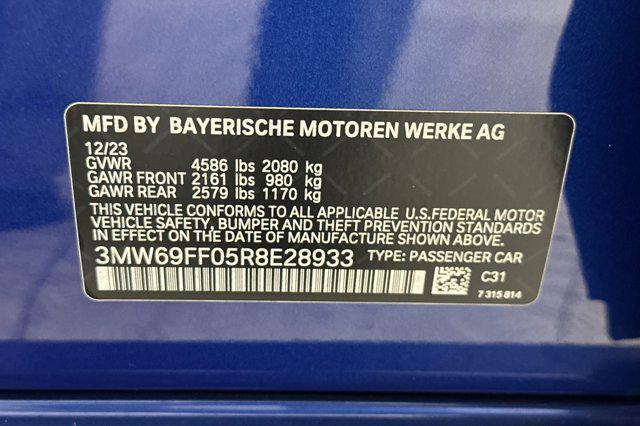 MFD BY BAYERISCHE MOTOREN WERKE AG
12/23
GVWR 4586 lbs 2080 kg
GAWR FRONT 2161 lbs 980 kg
GAWR REAR 2579 lbs 1170 kg
THIS VEHICLE CONFORMS TO ALL APPLICABLE U.S.FEDERAL MOTOR
VEHICLE SAFETY, BUMPER AND THEFT PREVENTION STANDARDS
IN EFFECT ON THE DATE OF MANUFACTURE SHOWN ABOVE.
3MW69FF05R8E28933 TYPE: PASSENGER CAR
C31
7 315 814